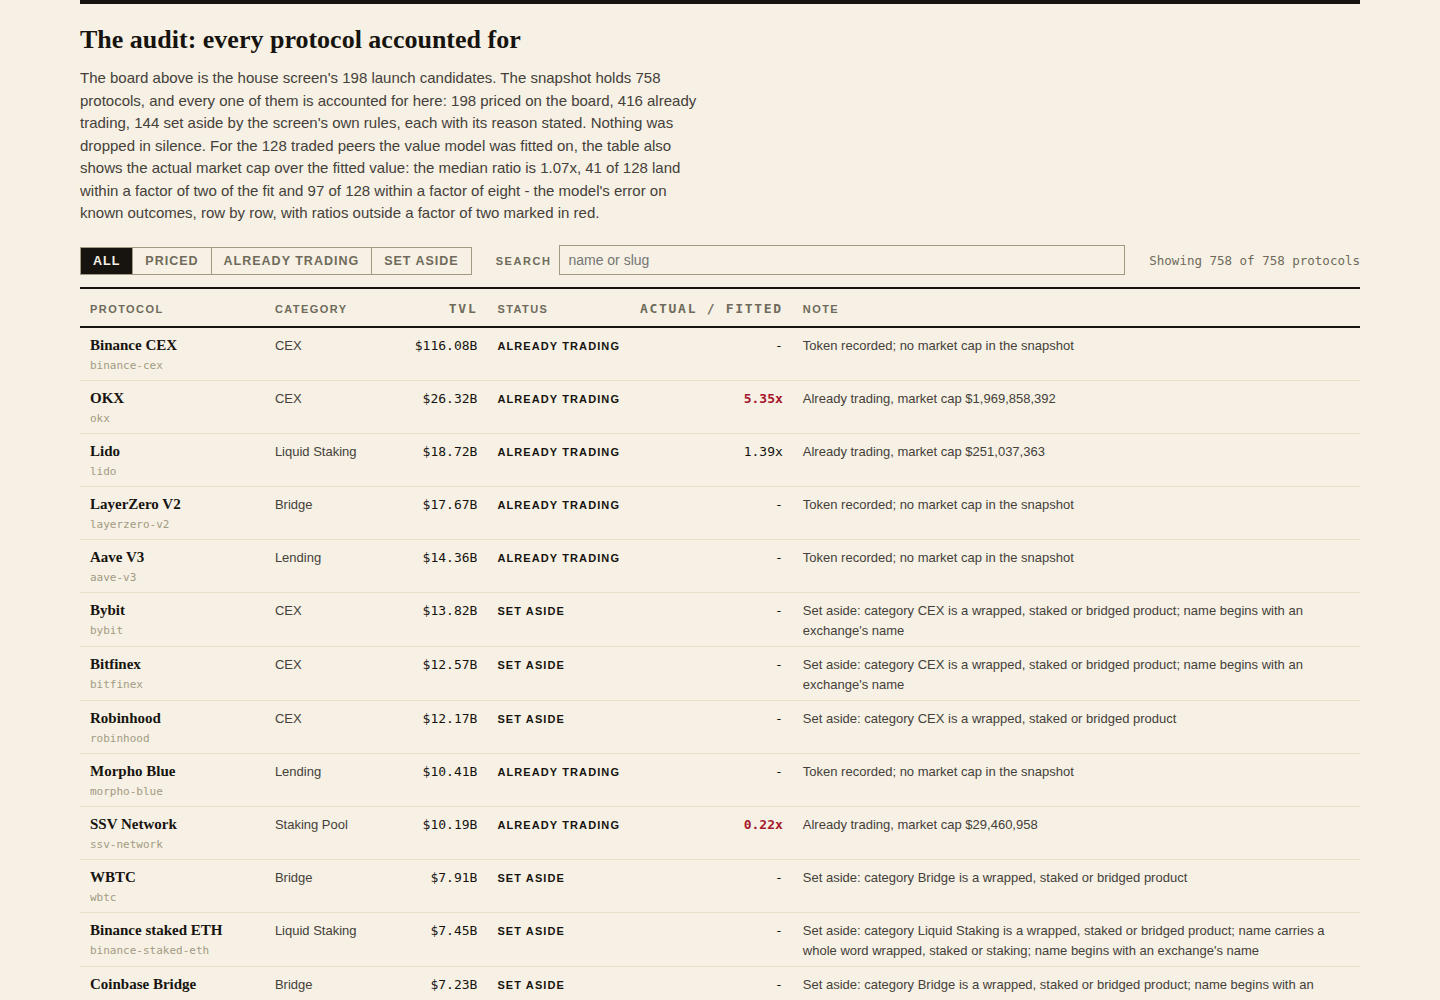 The audit: every protocol accounted for
The board above is the house screen's 198 launch candidates. The snapshot holds 758
protocols, and every one of them is accounted for here: 198 priced on the board, 416 already
trading, 144 set aside by the screen's own rules, each with its reason stated. Nothing was
dropped in silence. For the 128 traded peers the value model was fitted on, the table also
shows the actual market cap over the fitted value: the median ratio is 1.07x, 41 of 128 land
within a factor of two of the fit and 97 of 128 within a factor of eight - the model's error on
known outcomes, row by row, with ratios outside a factor of two marked in red.
ALL PRICED ALREADY TRADING SET ASIDE SEARCH name or slug Showing 758 of 758 protocols
PROTOCOL CATEGORY TVL STATUS ACTUAL / FITTED NOTE
Binance CEX CEX $116.08B ALREADY TRADING - Token recorded; no market cap in the snapshot
binance-cex
OKX CEX $26.32B ALREADY TRADING 5.35x Already trading, market cap $1,969,858,392
okx
Lido Liquid Staking $18.72B ALREADY TRADING 1.39x Already trading, market cap $251,037,363
lido
LayerZero V2 Bridge $17.67B ALREADY TRADING - Token recorded; no market cap in the snapshot
layerzero-v2
Aave V3 Lending $14.36B ALREADY TRADING - Token recorded; no market cap in the snapshot
aave-v3
Bybit CEX $13.82B SET ASIDE - Set aside: category CEX is a wrapped, staked or bridged product; name begins with an
bybit exchange's name
Bitfinex CEX $12.57B SET ASIDE - Set aside: category CEX is a wrapped, staked or bridged product; name begins with an
bitfinex exchange's name
Robinhood CEX $12.17B SET ASIDE - Set aside: category CEX is a wrapped, staked or bridged product
robinhood
Morpho Blue Lending $10.41B ALREADY TRADING - Token recorded; no market cap in the snapshot
morpho-blue
SSV Network Staking Pool $10.19B ALREADY TRADING 0.22x Already trading, market cap $29,460,958
ssv-network
WBTC Bridge $7.91B SET ASIDE - Set aside: category Bridge is a wrapped, staked or bridged product
wbtc
Binance staked ETH Liquid Staking $7.45B SET ASIDE - Set aside: category Liquid Staking is a wrapped, staked or bridged product; name carries a
binance-staked-eth whole word wrapped, staked or staking; name begins with an exchange's name
Coinbase Bridge Bridge $7.23B SET ASIDE - Set aside: category Bridge is a wrapped, staked or bridged product; name begins with an